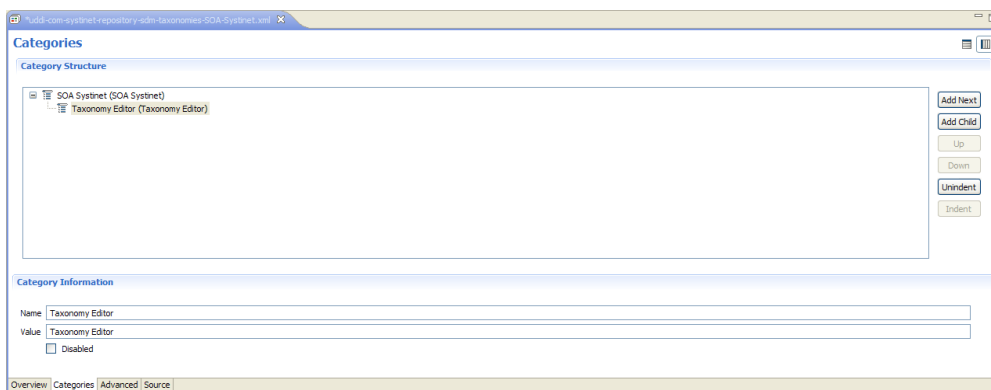 *uddi-com-systinet-repository-sdm-taxonomies-SOA-Systinet.xml
Categories
Category Structure
SOA Systinet (SOA Systinet)
Taxonomy Editor (Taxonomy Editor)
Add Next
Add Child
Up
Down
Unindent
Indent
Category Information
Name Taxonomy Editor
Value Taxonomy Editor
Disabled
Overview Categories Advanced Source